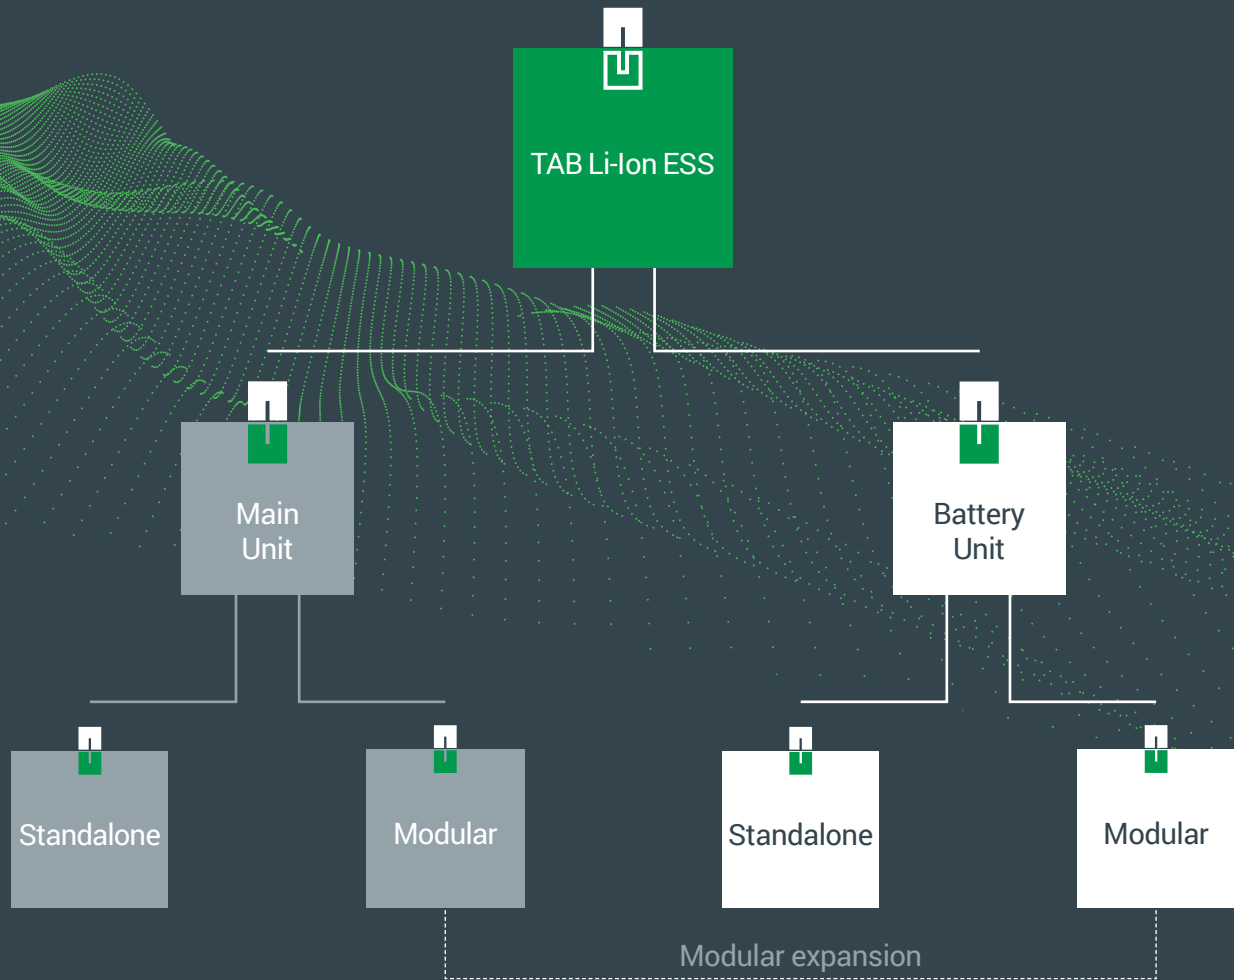 TAB Li-Ion ESS
Main
Unit
Battery
Unit
Standalone
Modular
Standalone
Modular
Modular expansion